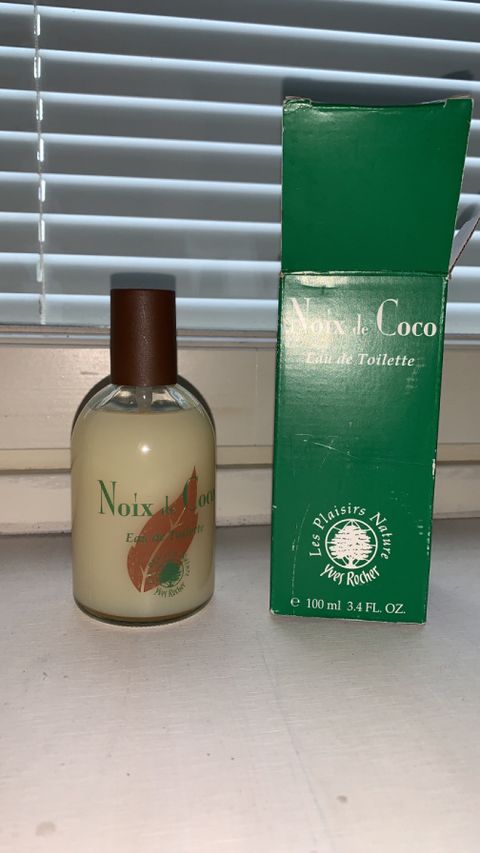 Noix de Coco
Eau de Toilette
Yves Rocher
Noix de Coco
Eau de Toilette
Les Plaisirs Nature
Yves Rocher
e 100 ml 3.4 FL. OZ.